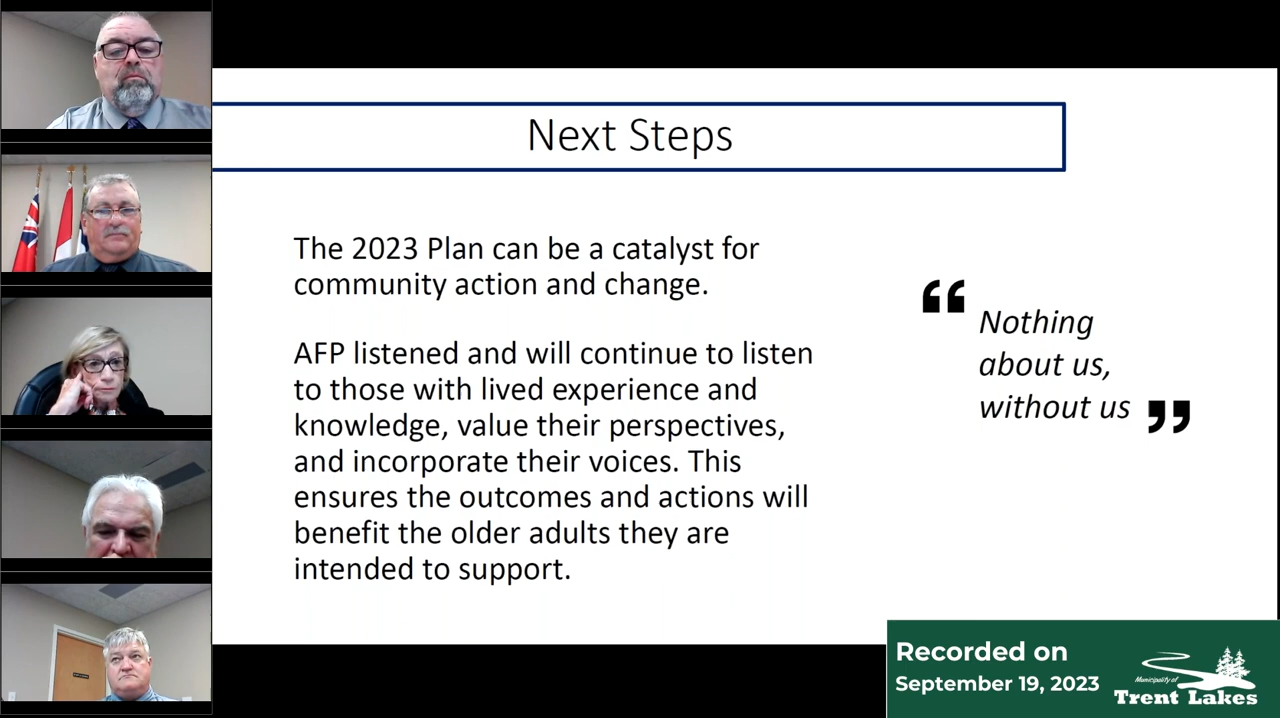 Next Steps
The 2023 Plan can be a catalyst for
community action and change.
AFP listened and will continue to listen
to those with lived experience and
knowledge, value their perspectives,
and incorporate their voices. This
ensures the outcomes and actions will
benefit the older adults they are
intended to support.
“ Nothing
about us,
without us ”
Recorded on
September 19, 2023
Municipality of
Trent Lakes